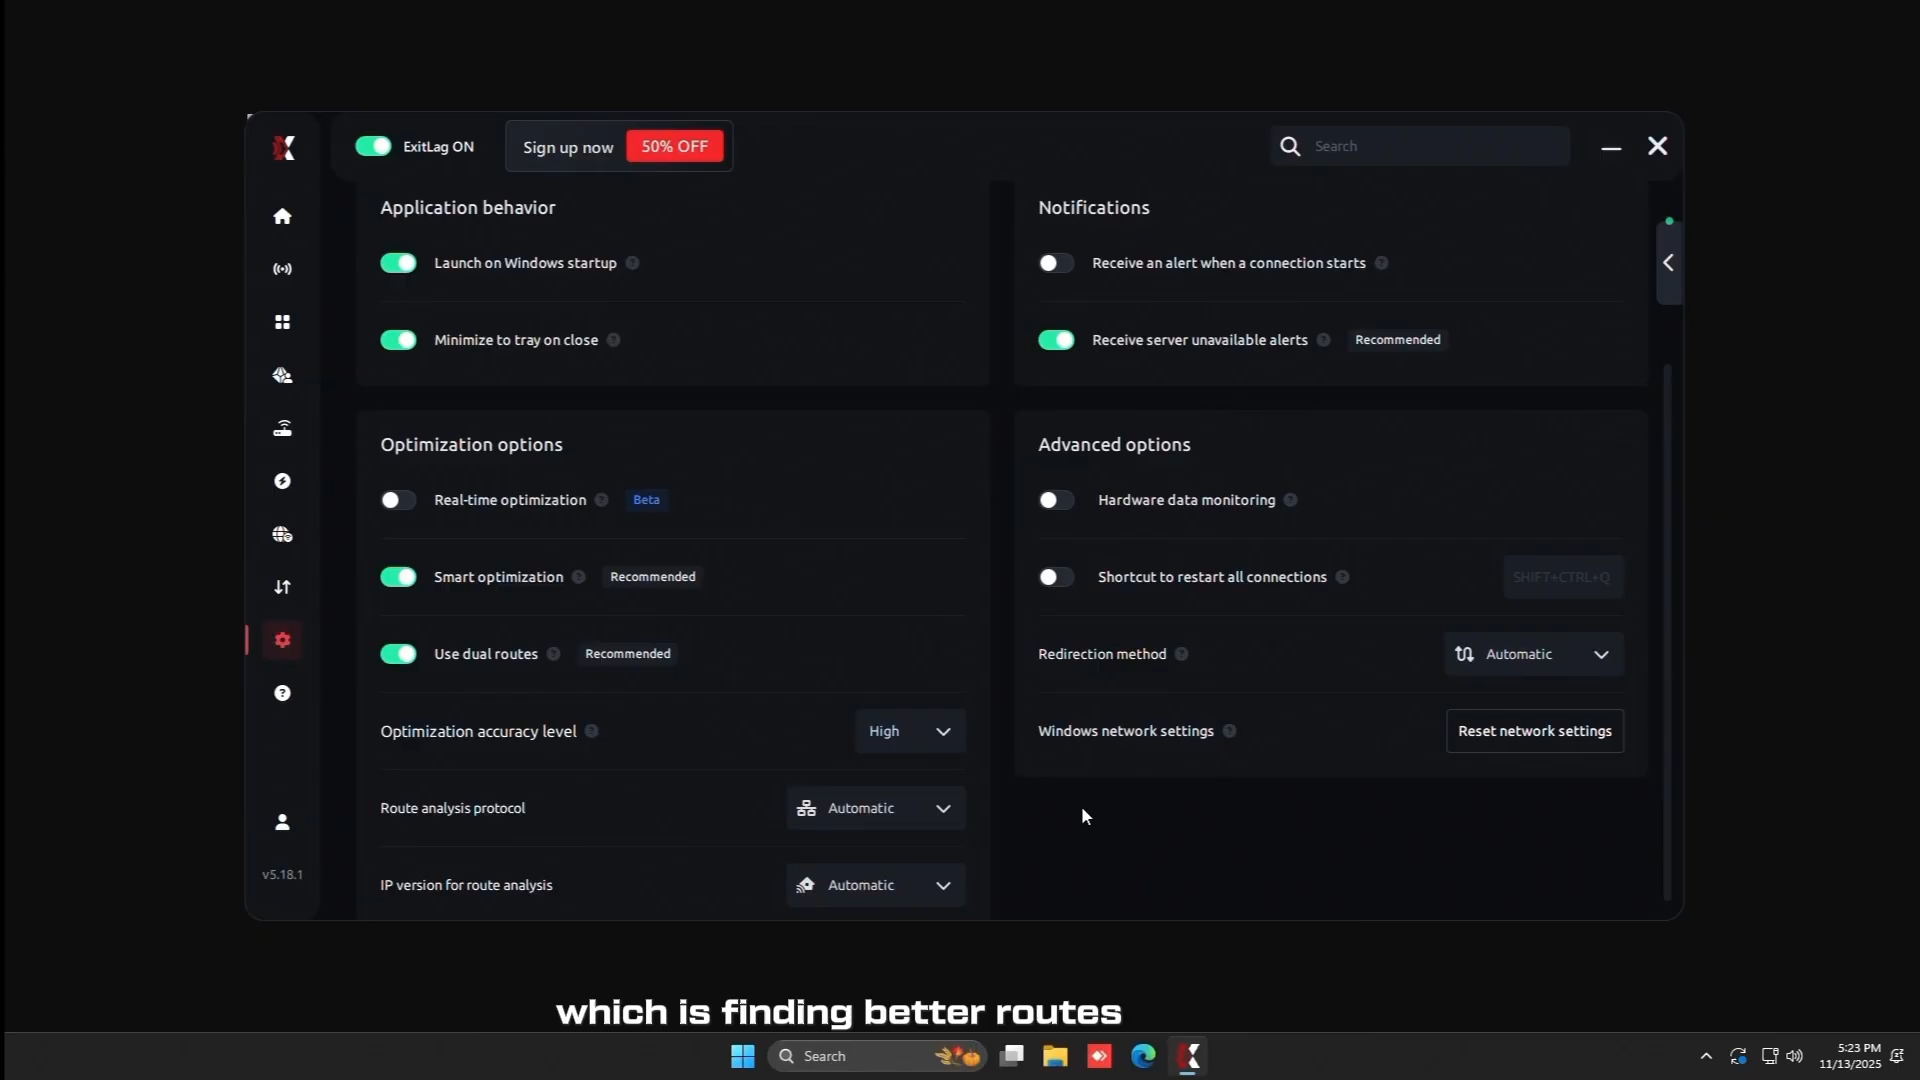 ExitLag ON
Sign up now 50% OFF
Search
Application behavior
Launch on Windows startup
Minimize to tray on close
Notifications
Receive an alert when a connection starts
Receive server unavailable alerts Recommended
Optimization options
Real-time optimization Beta
Smart optimization Recommended
Use dual routes Recommended
Optimization accuracy level High
Route analysis protocol Automatic
IP version for route analysis Automatic
Advanced options
Hardware data monitoring
Shortcut to restart all connections SHIFT+CTRL+Q
Redirection method Automatic
Windows network settings Reset network settings
v5.18.1
which is finding better routes
Search
5:23 PM
11/13/2025